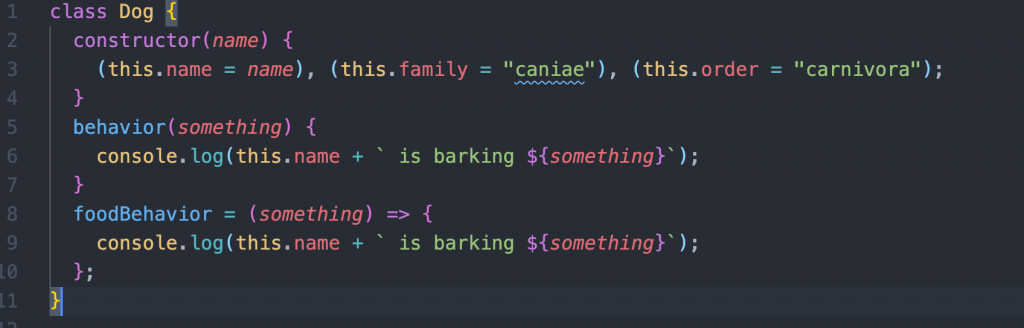 1 class Dog {
2 constructor(name) {
3 (this.name = name), (this.family = "caniae"), (this.order = "carnivora");
4 }
5 behavior(something) {
6 console.log(this.name + ` is barking ${something}`);
7 }
8 foodBehavior = (something) => {
9 console.log(this.name + ` is barking ${something}`);
10 };
11 }
12